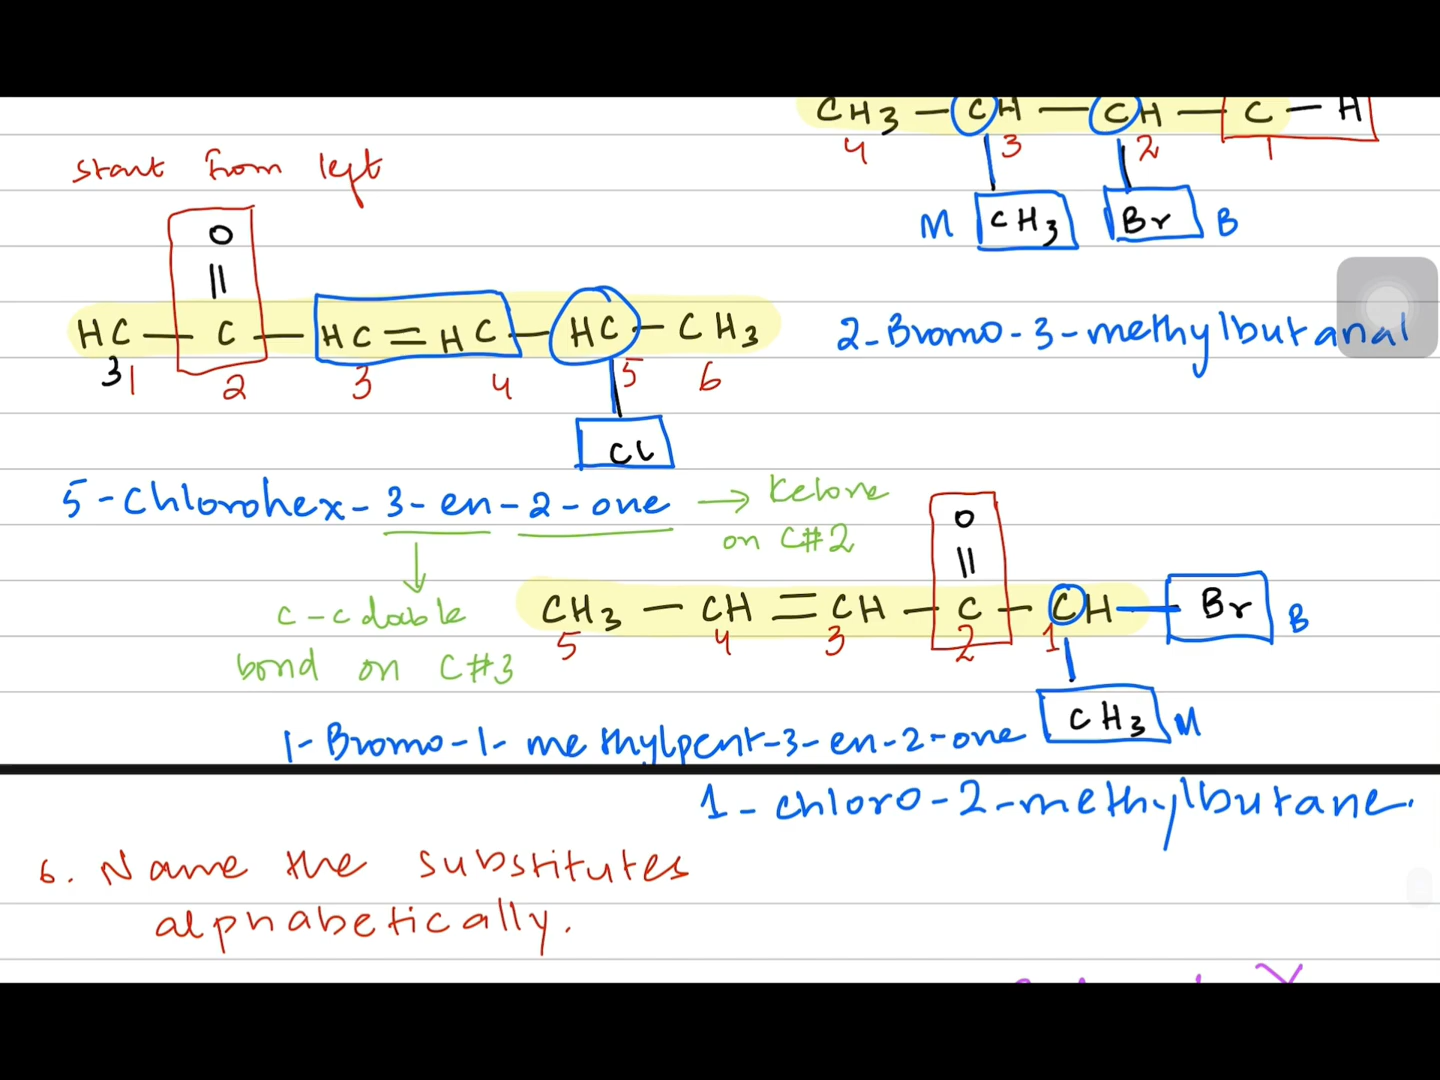 CH3 — CH — CH — C — H
4 3 2 1
start from left
M CH3 Br B
O
||
HC — C — HC = HC — HC — CH3
3 1 2 3 4 5 6
2-Bromo-3-methylbutanal
Cl
5-Chlorohex-3-en-2-one → Ketone
on C#2
O
||
CH3 — CH = CH — C — CH — Br B
5 4 3 2 1
C-C double
bond on C#3
CH3 M
1-Bromo-1-methylpent-3-en-2-one
1-chloro-2-methylbutane.
6. Name the substitutes
alphabetically.